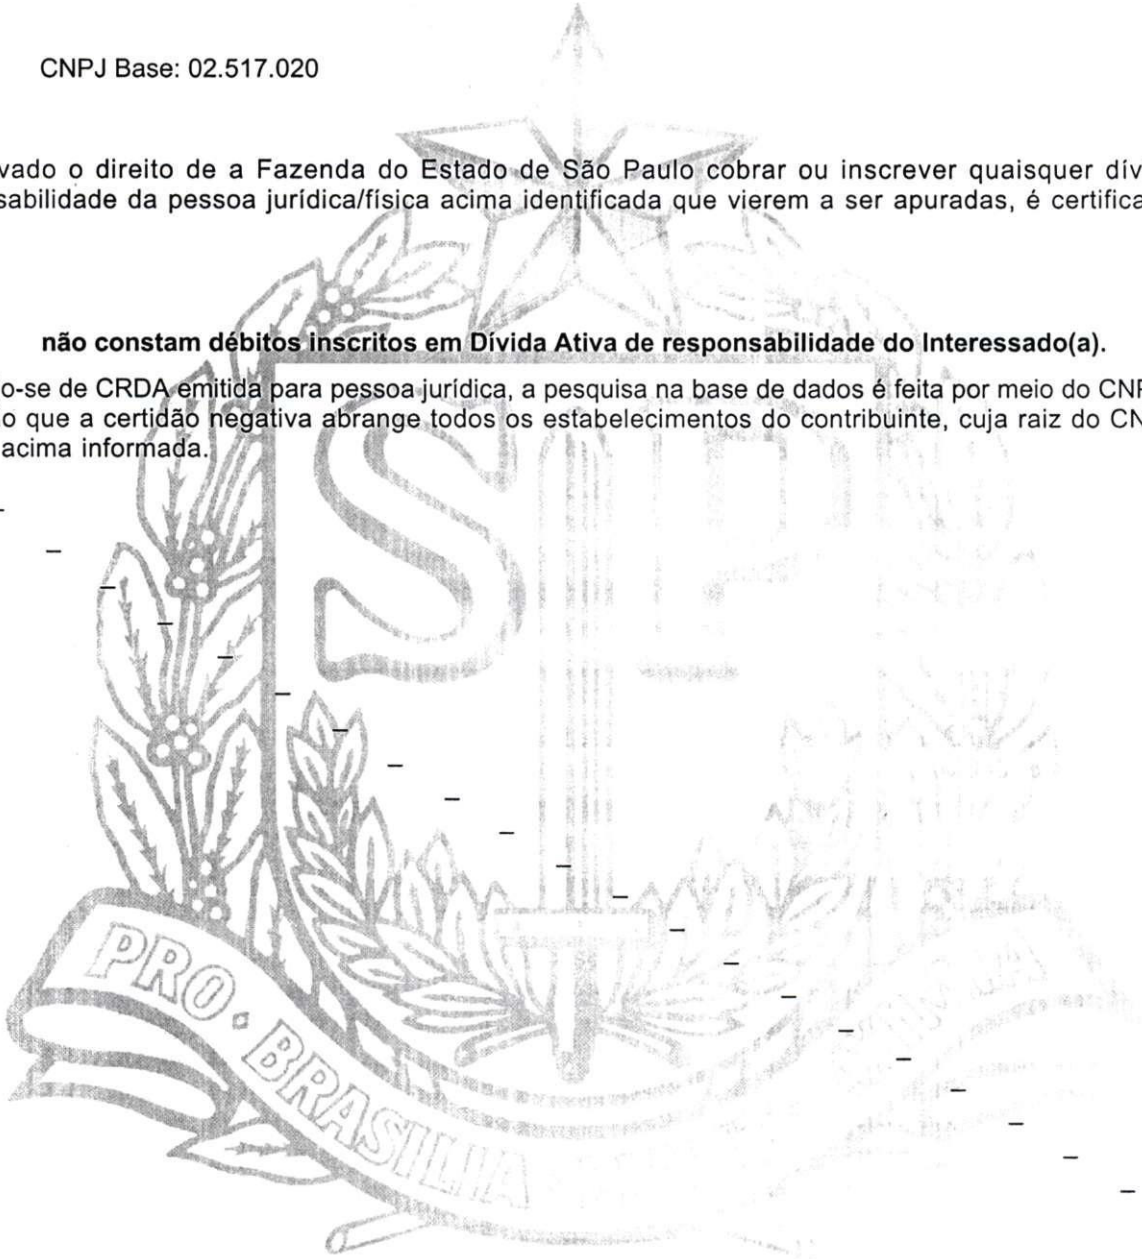 CNPJ Base: 02.517.020
vado o direito de a Fazenda do Estado de São Paulo cobrar ou inscrever quaisquer dív
sabilidade da pessoa jurídica/física acima identificada que vierem a ser apuradas, é certifica
não constam débitos inscritos em Dívida Ativa de responsabilidade do Interessado(a).
o-se de CRDA emitida para pessoa jurídica, a pesquisa na base de dados é feita por meio do CNP
o que a certidão negativa abrange todos os estabelecimentos do contribuinte, cuja raiz do CN
acima informada.
SP
PRO • BRASILIA